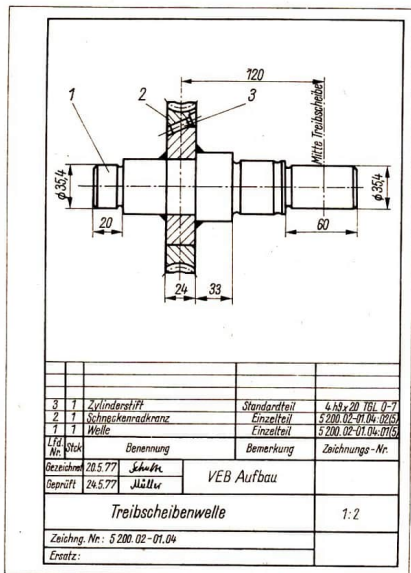 120
1
2
3
Mitte Treibscheibe
ϕ35,4
ϕ35,4
20
60
24
33
3 1 Zylinderstift Standardteil 4h9x20 TGL 0-7
2 1 Schneckenradkranz Einzelteil 5 200.02-01.04:02(5)
1 1 Welle Einzelteil 5 200.02-01.04:01(5)
Lfd. Nr. Stck Benennung Bemerkung Zeichnungs-Nr.
Gezeichnet 20.5.77 Schulze VEB Aufbau
Geprüft 24.5.77 Müller
Treibscheibenwelle 1:2
Zeichng. Nr.: 5 200.02-01.04
Ersatz: